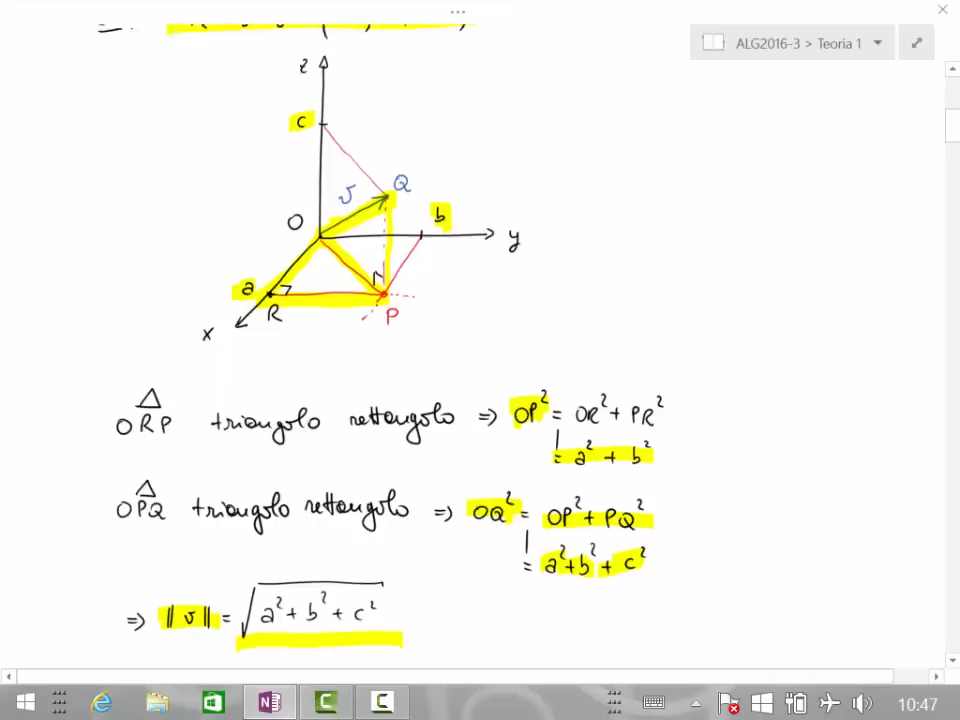 ALG2016-3 > Teoria 1
z
c
v Q
O b
y
a
R P
x
ORP triangolo rettangolo ⇒ OP² = OR² + PR²
= a² + b²
OPQ triangolo rettangolo ⇒ OQ² = OP² + PQ²
= a² + b² + c²
⇒ ‖v‖ = √(a² + b² + c²)
10:47